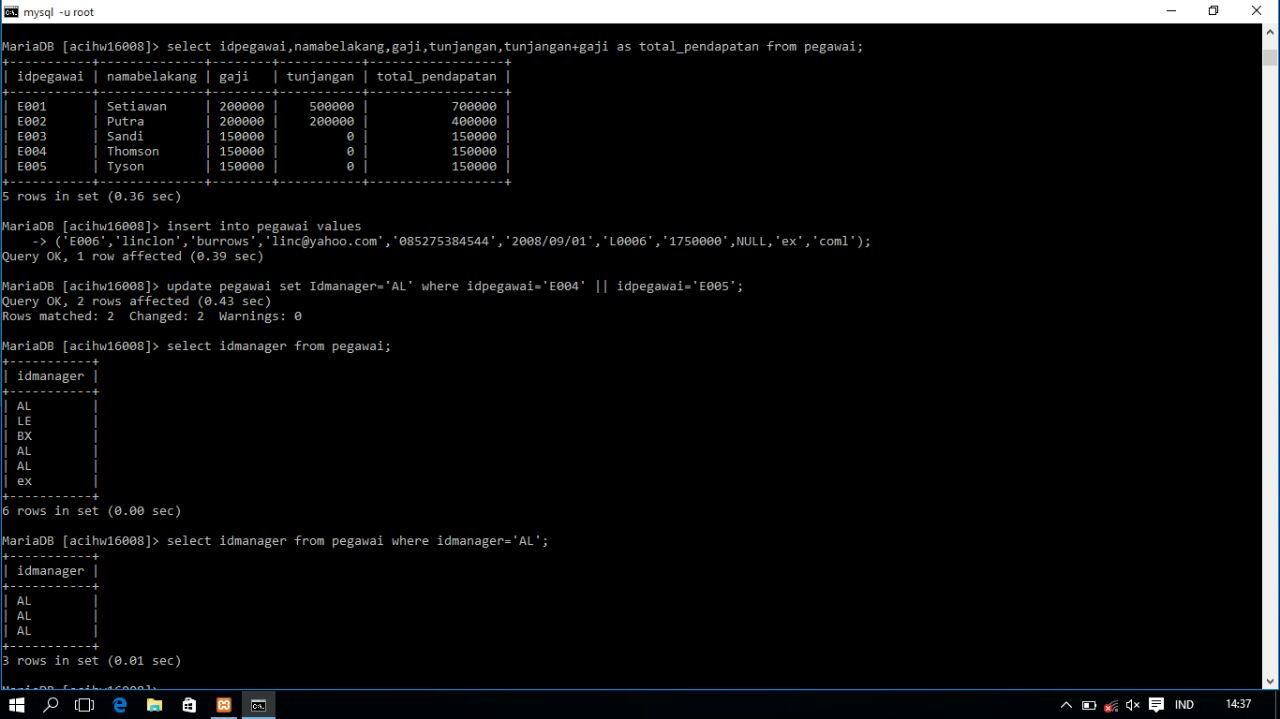 mysql -u root
MariaDB [acihw16008]> select idpegawai,namabelakang,gaji,tunjangan,tunjangan+gaji as total_pendapatan from pegawai;
+-----------+--------------+--------+-----------+------------------+
| idpegawai | namabelakang | gaji   | tunjangan | total_pendapatan |
+-----------+--------------+--------+-----------+------------------+
| E001      | Setiawan     | 200000 |    500000 |           700000 |
| E002      | Putra        | 200000 |    200000 |           400000 |
| E003      | Sandi        | 150000 |         0 |           150000 |
| E004      | Thomson      | 150000 |         0 |           150000 |
| E005      | Tyson        | 150000 |         0 |           150000 |
+-----------+--------------+--------+-----------+------------------+
5 rows in set (0.36 sec)
MariaDB [acihw16008]> insert into pegawai values
    -> ('E006','linclon','burrows','linc@yahoo.com','085275384544','2008/09/01','L0006','1750000',NULL,'ex','coml');
Query OK, 1 row affected (0.39 sec)
MariaDB [acihw16008]> update pegawai set Idmanager='AL' where idpegawai='E004' || idpegawai='E005';
Query OK, 2 rows affected (0.43 sec)
Rows matched: 2  Changed: 2  Warnings: 0
MariaDB [acihw16008]> select idmanager from pegawai;
+-----------+
| idmanager |
+-----------+
| AL        |
| LE        |
| BX        |
| AL        |
| AL        |
| ex        |
+-----------+
6 rows in set (0.00 sec)
MariaDB [acihw16008]> select idmanager from pegawai where idmanager='AL';
+-----------+
| idmanager |
+-----------+
| AL        |
| AL        |
| AL        |
+-----------+
3 rows in set (0.01 sec)
MariaDB [acihw16008]>
IND
14:37